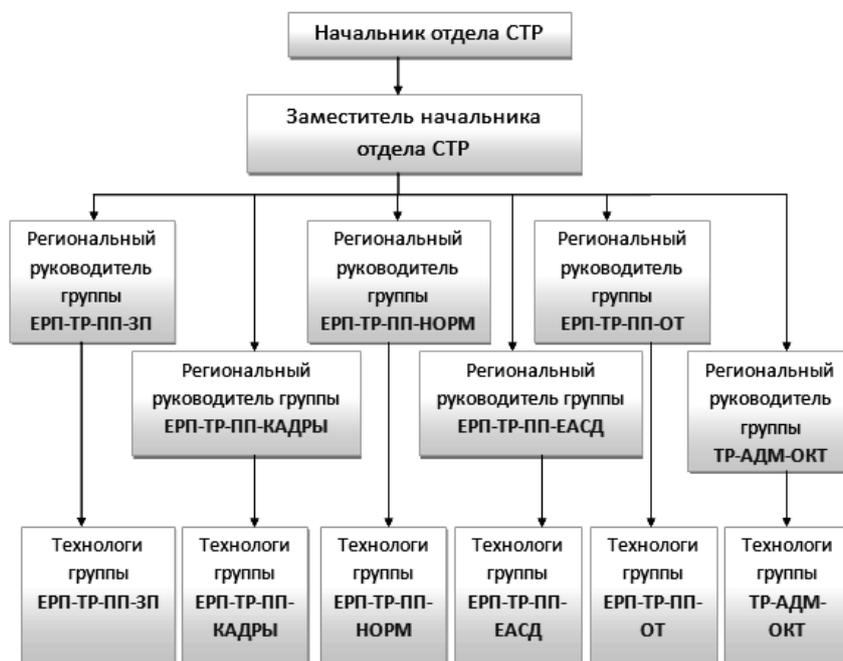 Начальник отдела СТР
Заместитель начальника
отдела СТР
Региональный
руководитель
группы
ЕРП-ТР-ПП-ЗП
Региональный
руководитель
группы
ЕРП-ТР-ПП-НОРМ
Региональный
руководитель
группы
ЕРП-ТР-ПП-ОТ
Региональный
руководитель группы
ЕРП-ТР-ПП-КАДРЫ
Региональный
руководитель группы
ЕРП-ТР-ПП-ЕАСД
Региональный
руководитель
группы
ТР-АДМ-ОКТ
Технологи
группы
ЕРП-ТР-ПП-ЗП
Технологи
группы
ЕРП-ТР-ПП-
КАДРЫ
Технологи
группы
ЕРП-ТР-ПП-
НОРМ
Технологи
группы
ЕРП-ТР-ПП-
ЕАСД
Технологи
группы
ЕРП-ТР-ПП-
ОТ
Технологи
группы
ТР-АДМ-
ОКТ